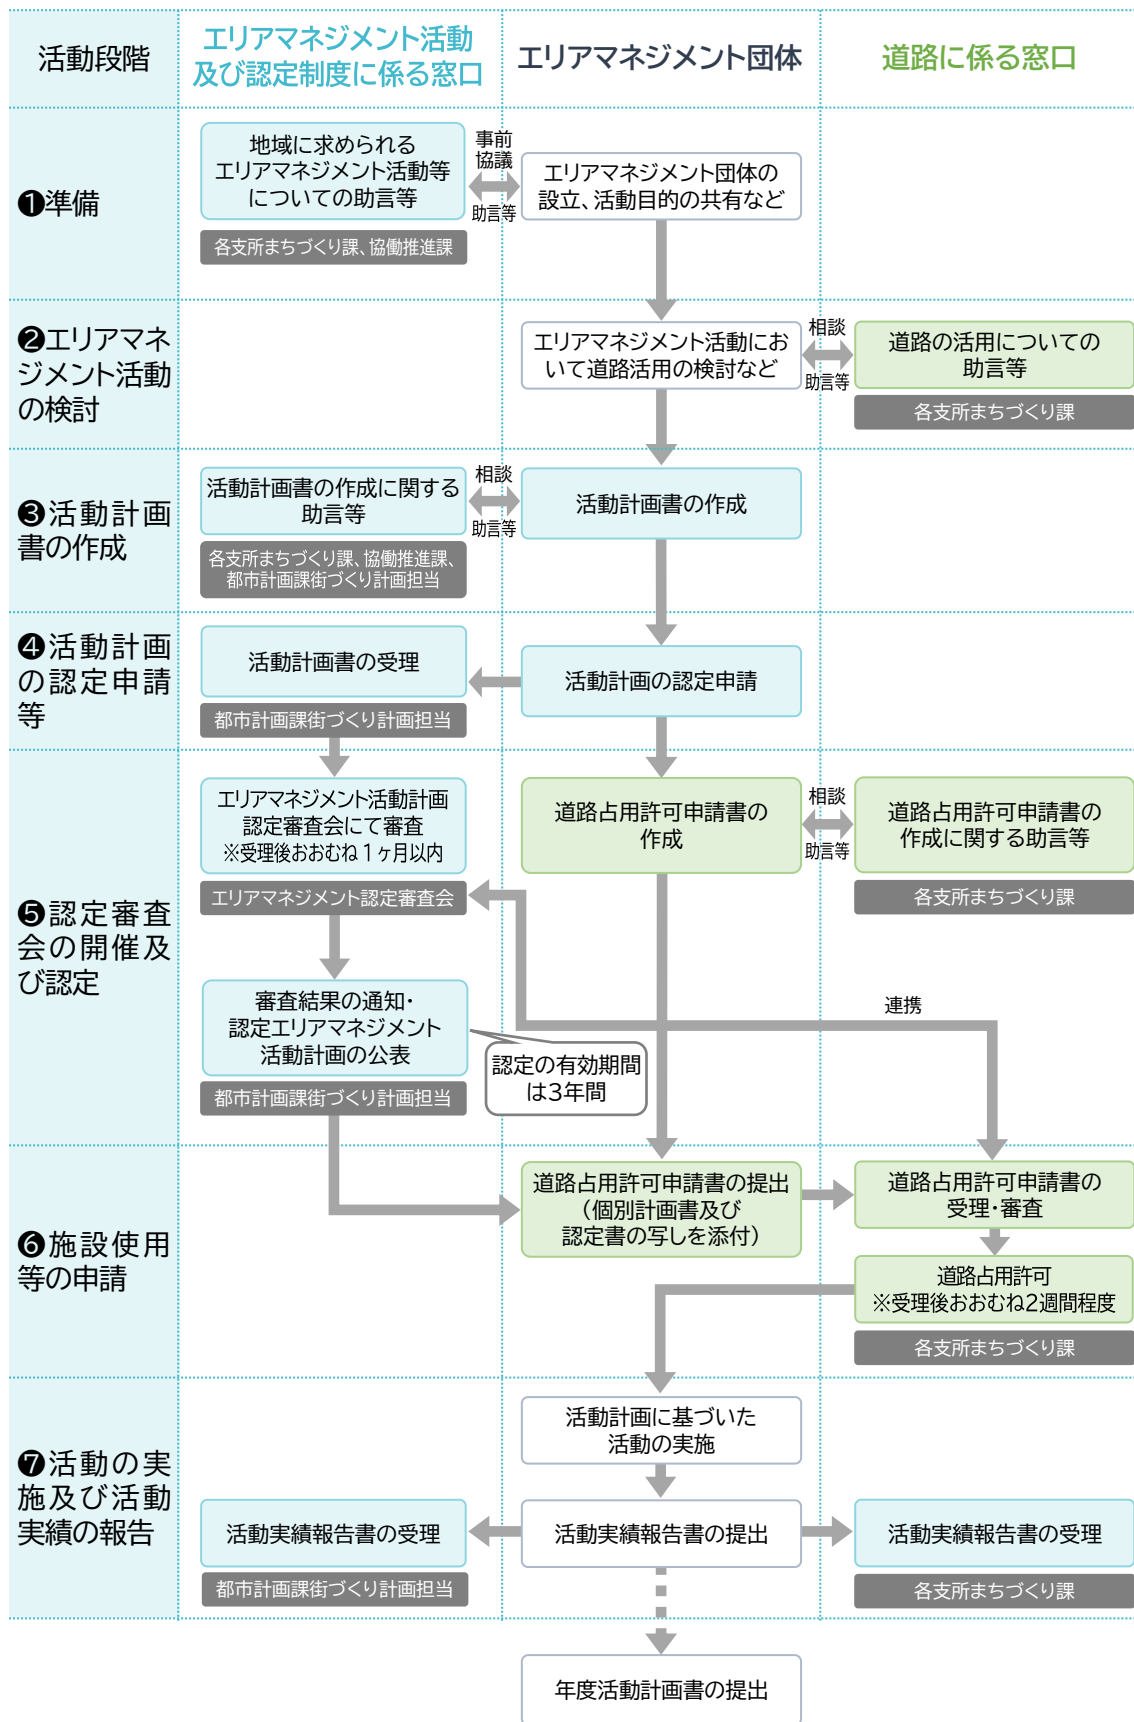 活動段階
エリアマネジメント活動
及び認定制度に係る窓口
エリアマネジメント団体
道路に係る窓口
❶準備
地域に求められる
エリアマネジメント活動等
についての助言等
各支所まちづくり課、協働推進課
事前
協議
助言等
エリアマネジメント団体の
設立、活動目的の共有など
❷エリアマネ
ジメント活動
の検討
エリアマネジメント活動にお
いて道路活用の検討など
相談
助言等
道路の活用についての
助言等
各支所まちづくり課
❸活動計画
書の作成
活動計画書の作成に関する
助言等
各支所まちづくり課、協働推進課、
都市計画課街づくり計画担当
相談
助言等
活動計画書の作成
❹活動計画
の認定申請
等
活動計画書の受理
都市計画課街づくり計画担当
活動計画の認定申請
❺認定審査
会の開催及
び認定
エリアマネジメント活動計画
認定審査会にて審査
※受理後おおむね1ヶ月以内
エリアマネジメント認定審査会
道路占用許可申請書の
作成
相談
助言等
道路占用許可申請書の
作成に関する助言等
各支所まちづくり課
審査結果の通知・
認定エリアマネジメント
活動計画の公表
都市計画課街づくり計画担当
認定の有効期間
は3年間
連携
❻施設使用
等の申請
道路占用許可申請書の提出
（個別計画書及び
認定書の写しを添付）
道路占用許可申請書の
受理・審査
道路占用許可
※受理後おおむね2週間程度
各支所まちづくり課
❼活動の実
施及び活動
実績の報告
活動計画に基づいた
活動の実施
活動実績報告書の受理
都市計画課街づくり計画担当
活動実績報告書の提出
活動実績報告書の受理
各支所まちづくり課
年度活動計画書の提出